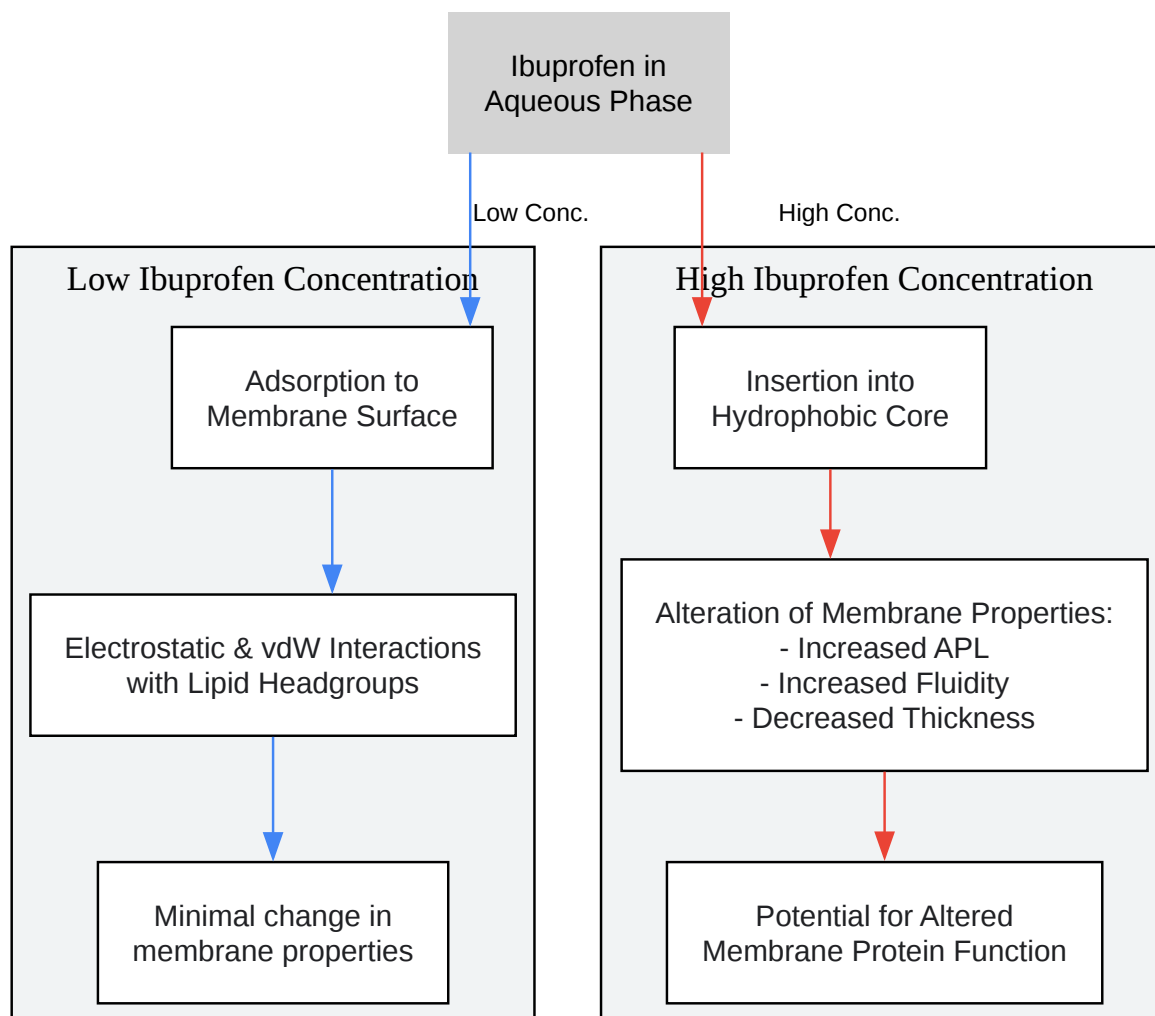 Ibuprofen in
Aqueous Phase
Low Conc.
High Conc.
Low Ibuprofen Concentration
Adsorption to
Membrane Surface
Electrostatic & vdW Interactions
with Lipid Headgroups
Minimal change in
membrane properties
High Ibuprofen Concentration
Insertion into
Hydrophobic Core
Alteration of Membrane Properties:
- Increased APL
- Increased Fluidity
- Decreased Thickness
Potential for Altered
Membrane Protein Function